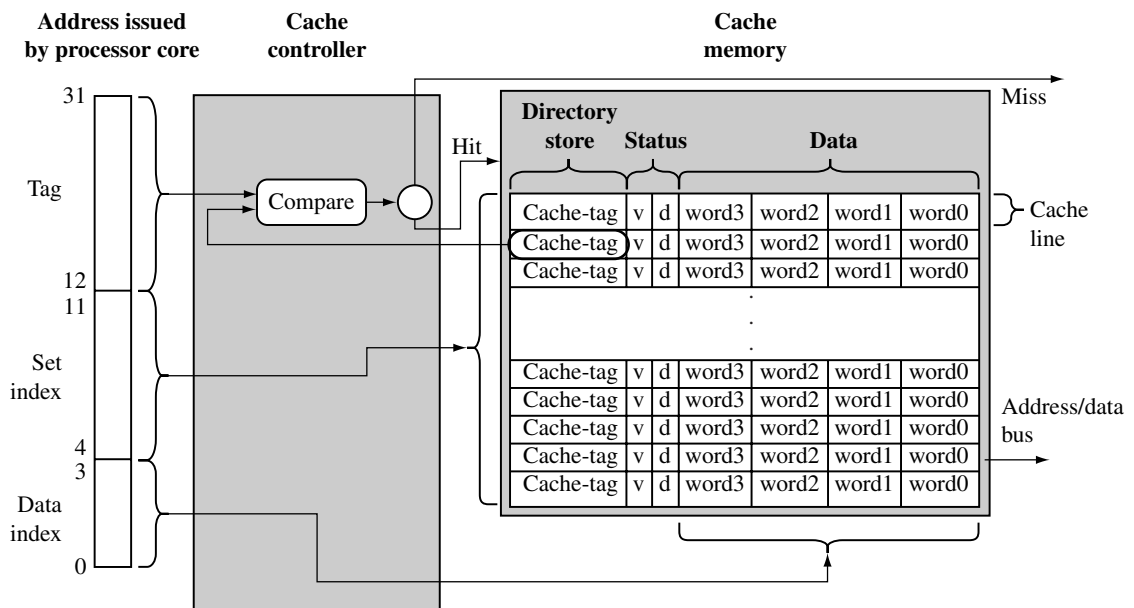 Address issued
by processor core
Cache
controller
Cache
memory
31
Miss
Directory
store
Status
Data
Hit
Tag
Compare
Cache-tag v d word3 word2 word1 word0
Cache
line
Cache-tag v d word3 word2 word1 word0
Cache-tag v d word3 word2 word1 word0
12
11
.
.
.
Set
index
Cache-tag v d word3 word2 word1 word0
Cache-tag v d word3 word2 word1 word0
Cache-tag v d word3 word2 word1 word0
Cache-tag v d word3 word2 word1 word0
Cache-tag v d word3 word2 word1 word0
Address/data
bus
4
3
Data
index
0